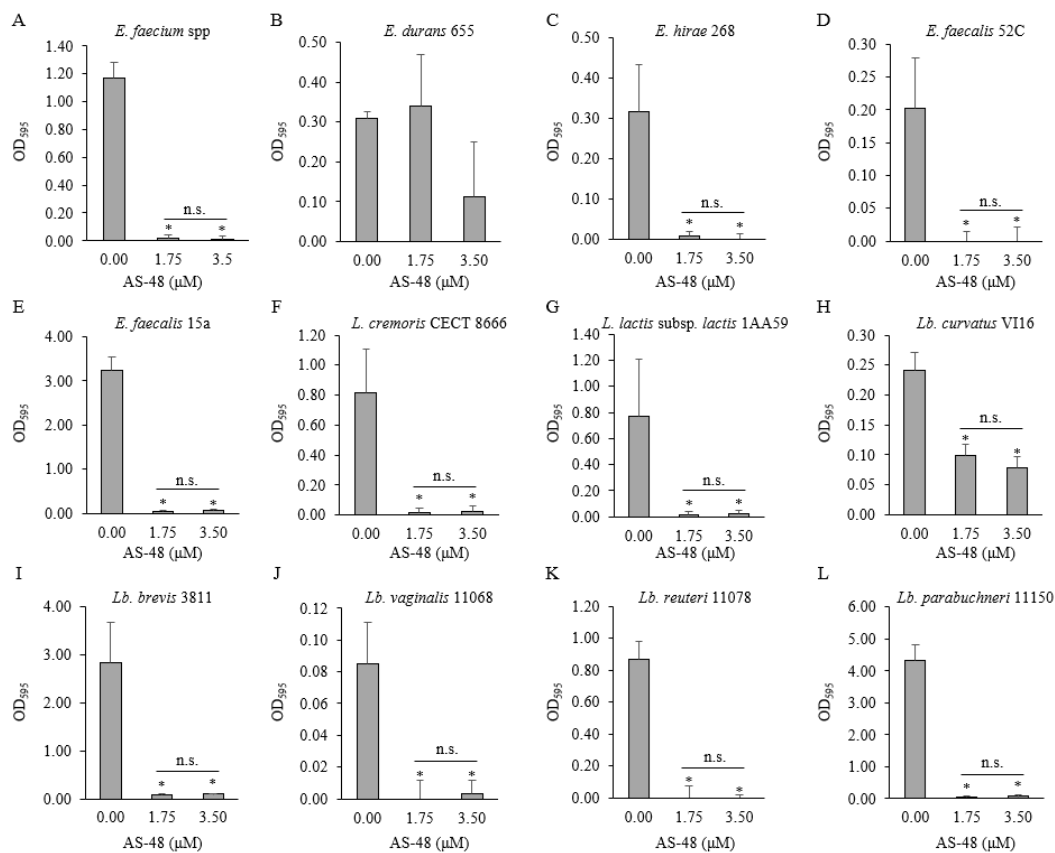 A
E. faecium spp
1.40
1.20
1.00
0.80
0.60
0.40
0.20
0.00
OD595
n.s.
* *
0.00 1.75 3.5
AS-48 (μM)
B
E. durans 655
0.50
0.40
0.30
0.20
0.10
0.00
OD595
0.00 1.75 3.50
AS-48 (μM)
C
E. hirae 268
0.50
0.40
0.30
0.20
0.10
0.00
OD595
n.s.
* *
0.00 1.75 3.50
AS-48 (μM)
D
E. faecalis 52C
0.30
0.25
0.20
0.15
0.10
0.05
0.00
OD595
n.s.
* *
0.00 1.75 3.50
AS-48 (μM)
E
E. faecalis 15a
4.00
3.00
2.00
1.00
0.00
OD595
n.s.
* *
0.00 1.75 3.50
AS-48 (μM)
F
L. cremoris CECT 8666
1.20
1.00
0.80
0.60
0.40
0.20
0.00
OD595
n.s.
* *
0.00 1.75 3.50
AS-48 (μM)
G
L. lactis subsp. lactis 1AA59
1.40
1.20
1.00
0.80
0.60
0.40
0.20
0.00
OD595
n.s.
* *
0.00 1.75 3.50
AS-48 (μM)
H
Lb. curvatus VI16
0.30
0.25
0.20
0.15
0.10
0.05
0.00
OD595
n.s.
* *
0.00 1.75 3.50
AS-48 (μM)
I
Lb. brevis 3811
4.00
3.00
2.00
1.00
0.00
OD595
n.s.
* *
0.00 1.75 3.50
AS-48 (μM)
J
Lb. vaginalis 11068
0.12
0.10
0.08
0.06
0.04
0.02
0.00
OD595
n.s.
* *
0.00 1.75 3.50
AS-48 (μM)
K
Lb. reuteri 11078
1.20
1.00
0.80
0.60
0.40
0.20
0.00
OD595
n.s.
* *
0.00 1.75 3.50
AS-48 (μM)
L
Lb. parabuchneri 11150
6.00
5.00
4.00
3.00
2.00
1.00
0.00
OD595
n.s.
* *
0.00 1.75 3.50
AS-48 (μM)